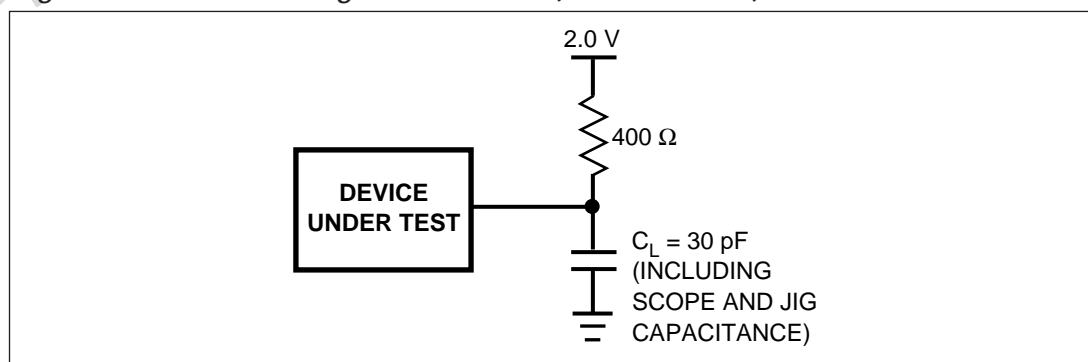 2.0 V
400 Ω
DEVICE
UNDER TEST
C_L = 30 pF
(INCLUDING
SCOPE AND JIG
CAPACITANCE)